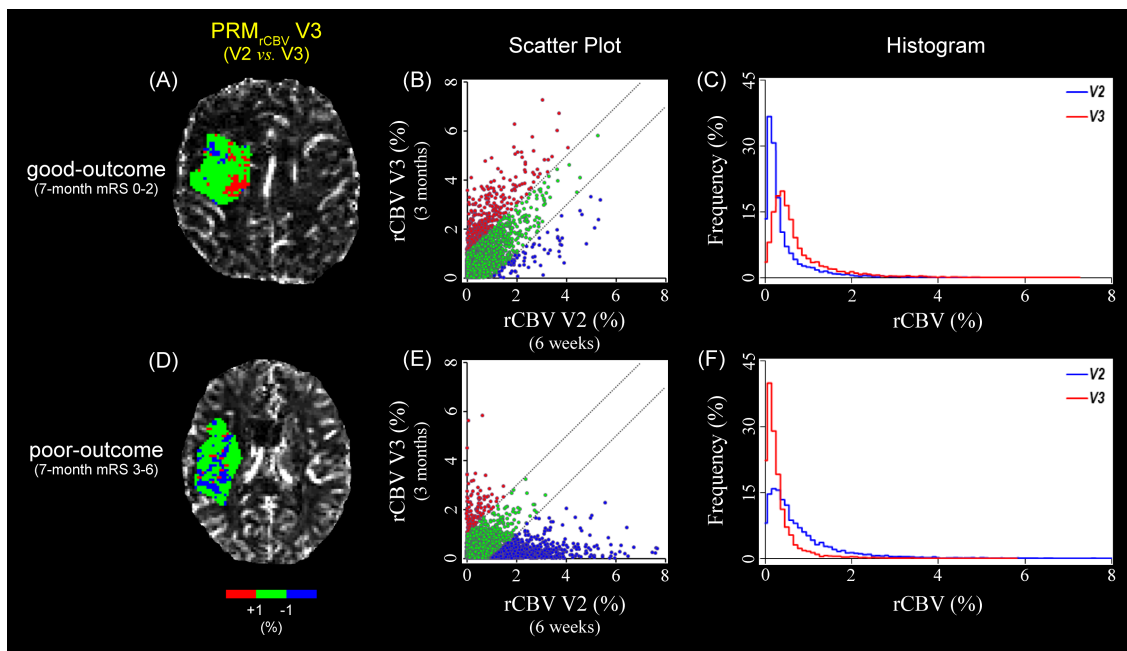 PRMrCBV V3
(V2 vs. V3)
Scatter Plot
Histogram
(A)
(B)
(C)
good-outcome
(7-month mRS 0-2)
rCBV V3 (%)
(3 months)
8
6
4
2
0
0 2 4 6 8
rCBV V2 (%)
(6 weeks)
Frequency (%)
45
30
15
0
V2
V3
0 2 4 6 8
rCBV (%)
(D)
(E)
(F)
poor-outcome
(7-month mRS 3-6)
rCBV V3 (%)
(3 months)
8
6
4
2
0
0 2 4 6 8
rCBV V2 (%)
(6 weeks)
Frequency (%)
45
30
15
0
V2
V3
0 2 4 6 8
rCBV (%)
+1 -1
(%)